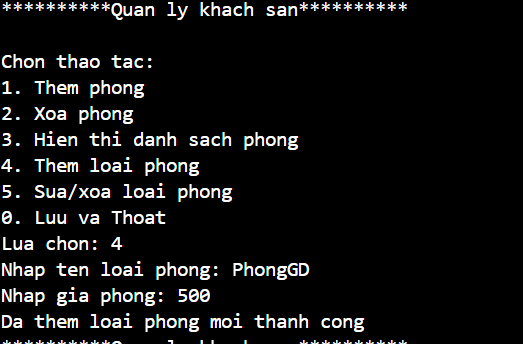 **********Quan ly khach san**********
Chon thao tac:
1. Them phong
2. Xoa phong
3. Hien thi danh sach phong
4. Them loai phong
5. Sua/xoa loai phong
0. Luu va Thoat
Lua chon: 4
Nhap ten loai phong: PhongGD
Nhap gia phong: 500
Da them loai phong moi thanh cong